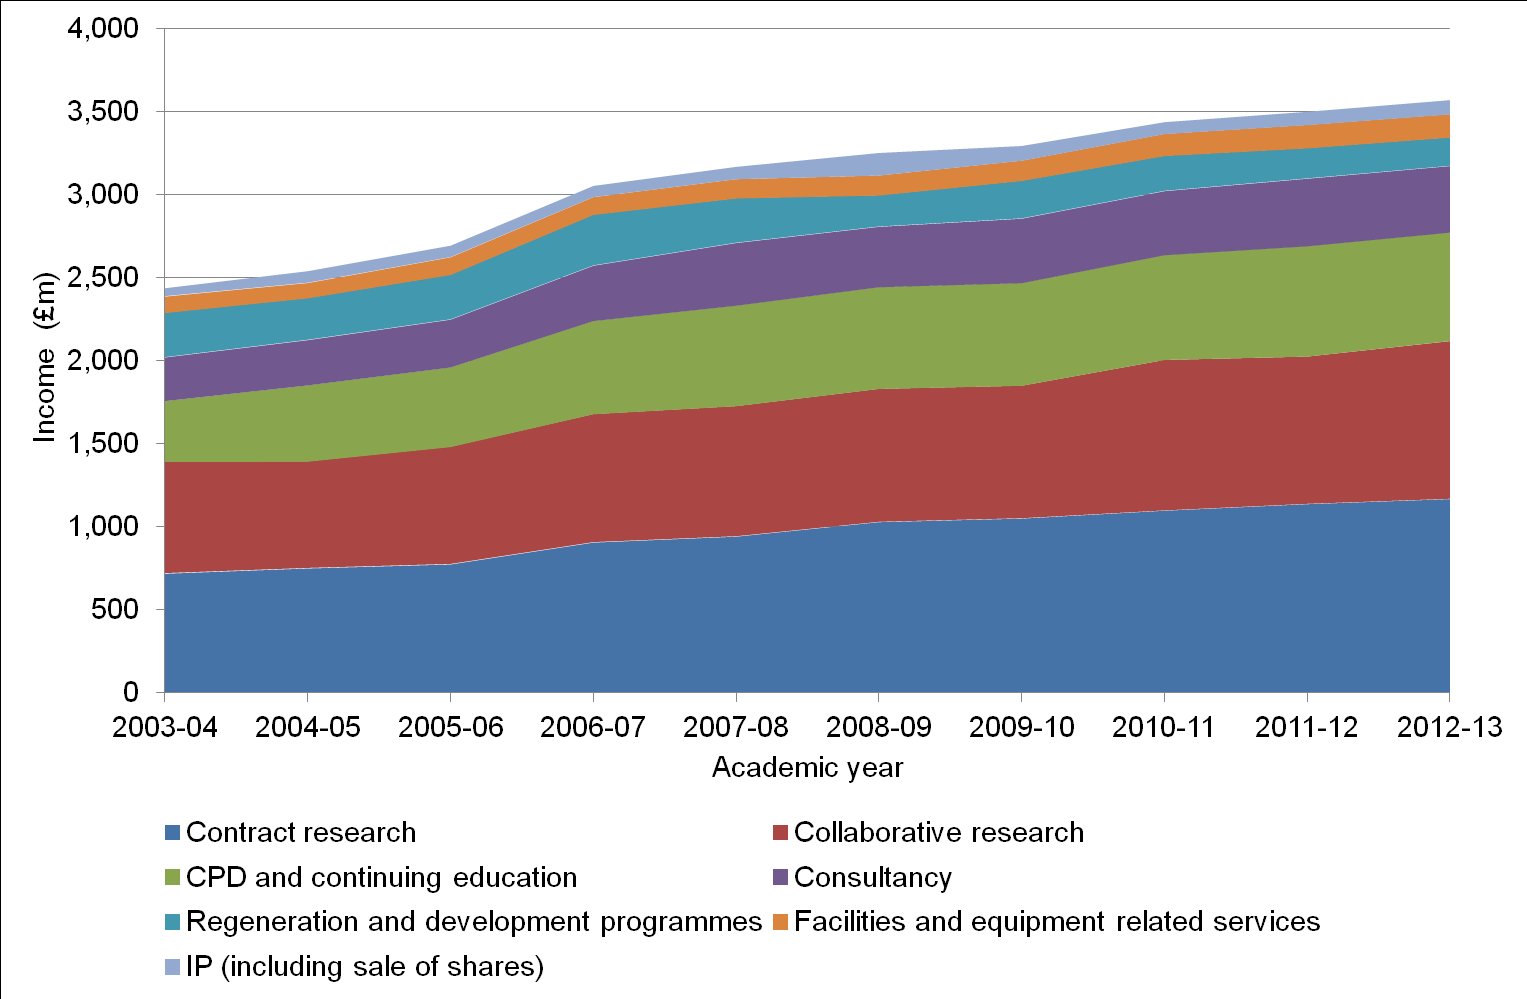 4,000
3,500
3,000
2,500
2,000
1,500
1,000
500
0
Income (£m)
2003-04 2004-05 2005-06 2006-07 2007-08 2008-09 2009-10 2010-11 2011-12 2012-13
Academic year
Contract research Collaborative research
CPD and continuing education Consultancy
Regeneration and development programmes Facilities and equipment related services
IP (including sale of shares)